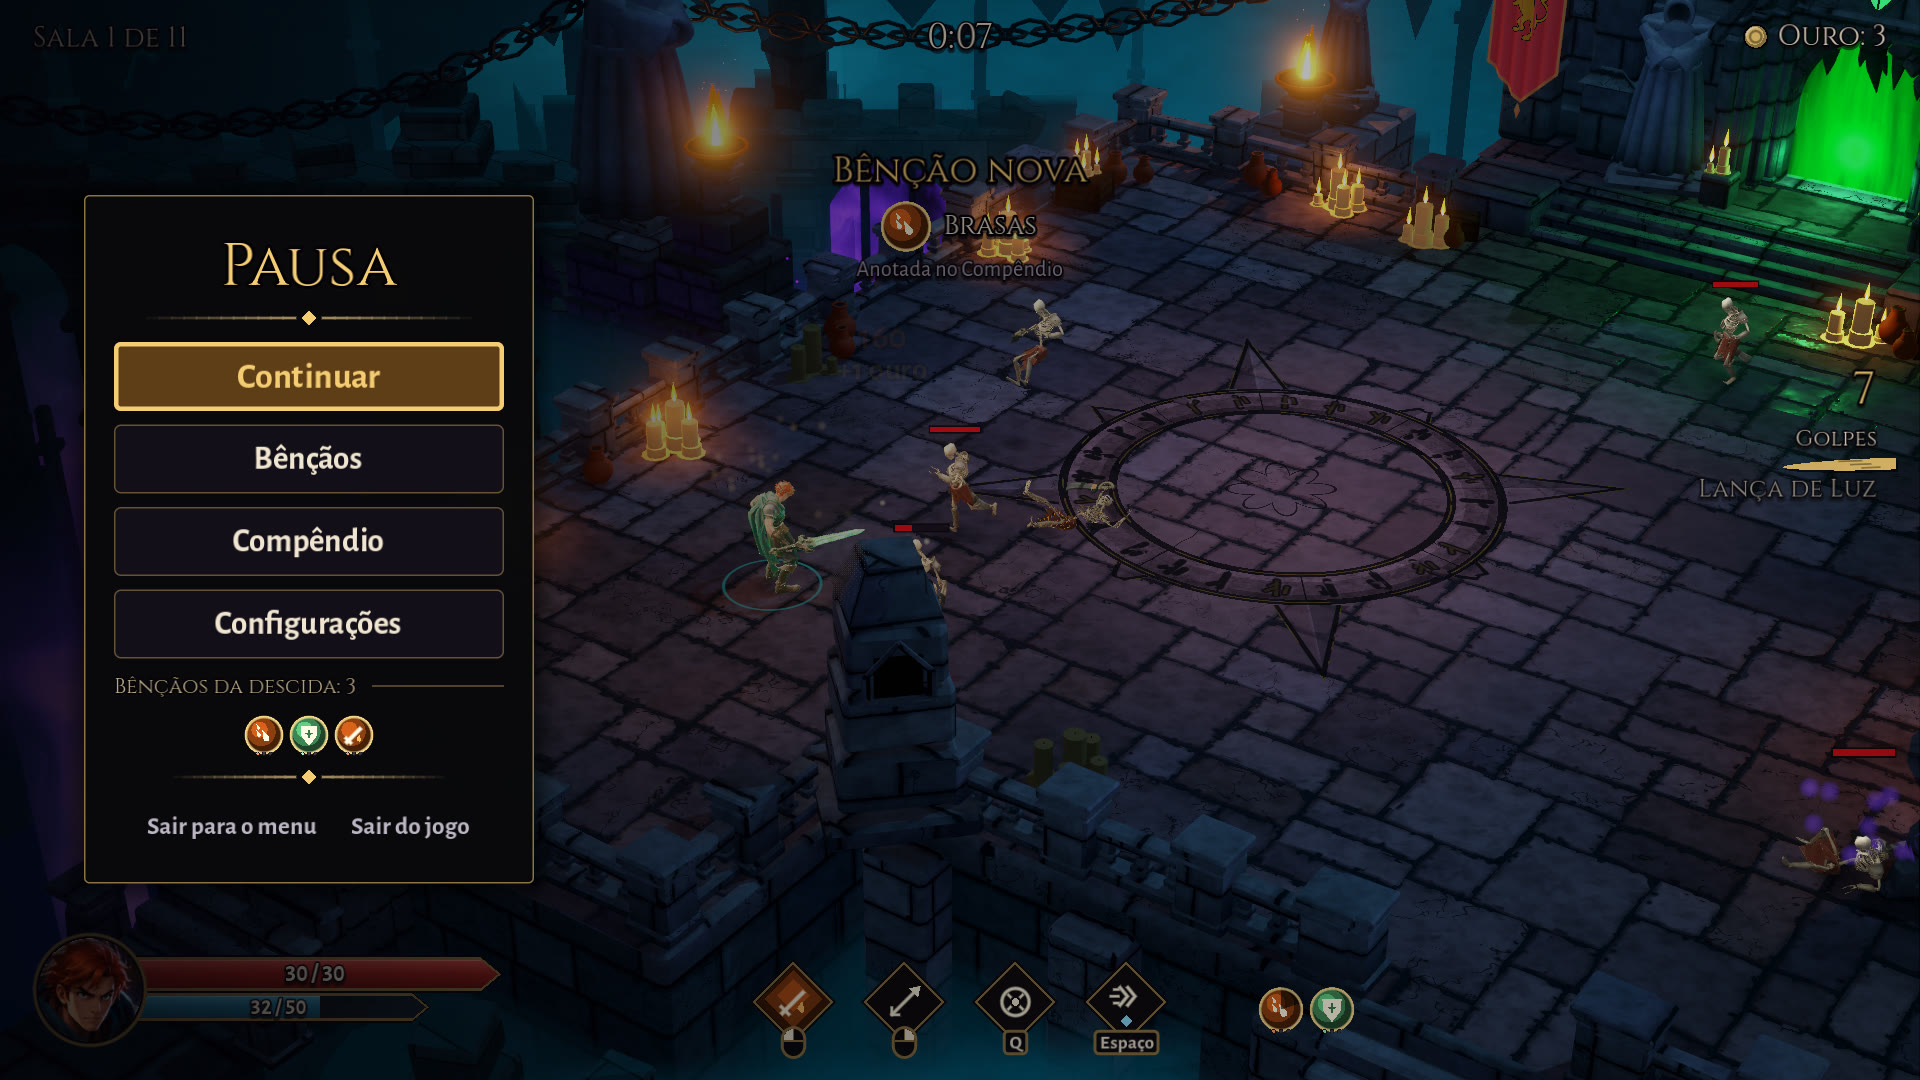 SALA 1 DE 11
0:07
OURO: 3
BÊNÇÃO NOVA
BRASAS
Anotada no Compêndio
PAUSA
Continuar
Bênçãos
Compêndio
Configurações
BÊNÇÃOS DA DESCIDA: 3
Sair para o menu
Sair do jogo
+1 ouro
7
GOLPES
LANÇA DE LUZ
30/30
32/50
Q
Espaço